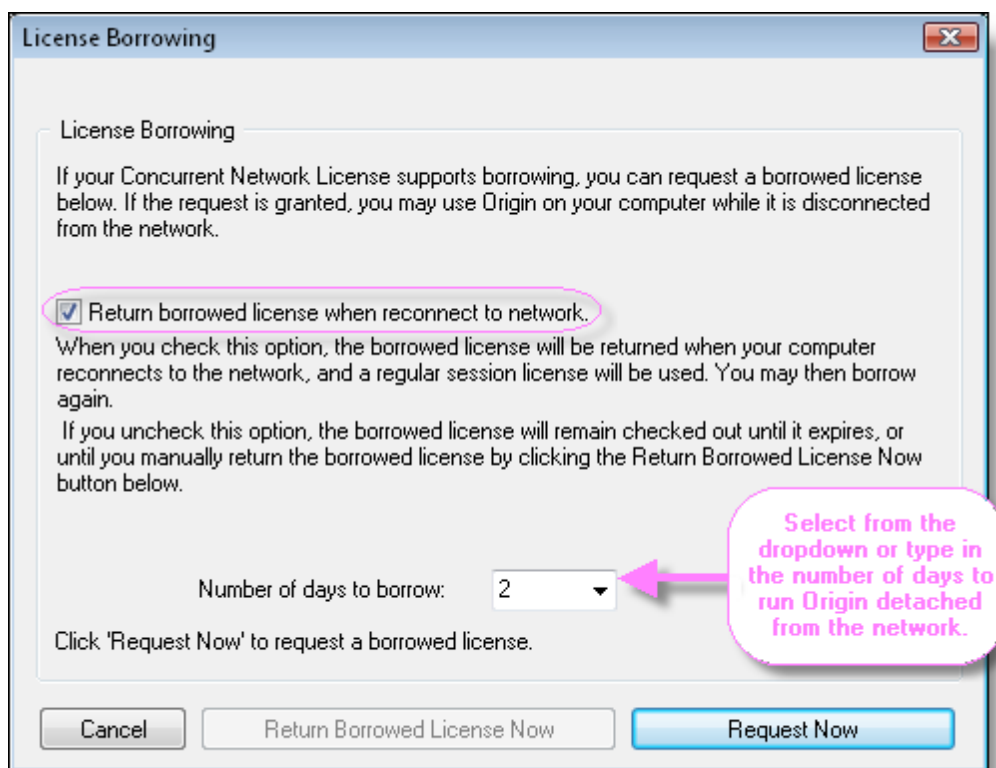 License Borrowing
License Borrowing
If your Concurrent Network License supports borrowing, you can request a borrowed license
below. If the request is granted, you may use Origin on your computer while it is disconnected
from the network.
Return borrowed license when reconnect to network.
When you check this option, the borrowed license will be returned when your computer
reconnects to the network, and a regular session license will be used. You may then borrow
again.
If you uncheck this option, the borrowed license will remain checked out until it expires, or
until you manually return the borrowed license by clicking the Return Borrowed License Now
button below.
Select from the
dropdown or type in
the number of days to
run Origin detached
from the network.
Number of days to borrow: 2
Click 'Request Now' to request a borrowed license.
Cancel Return Borrowed License Now Request Now